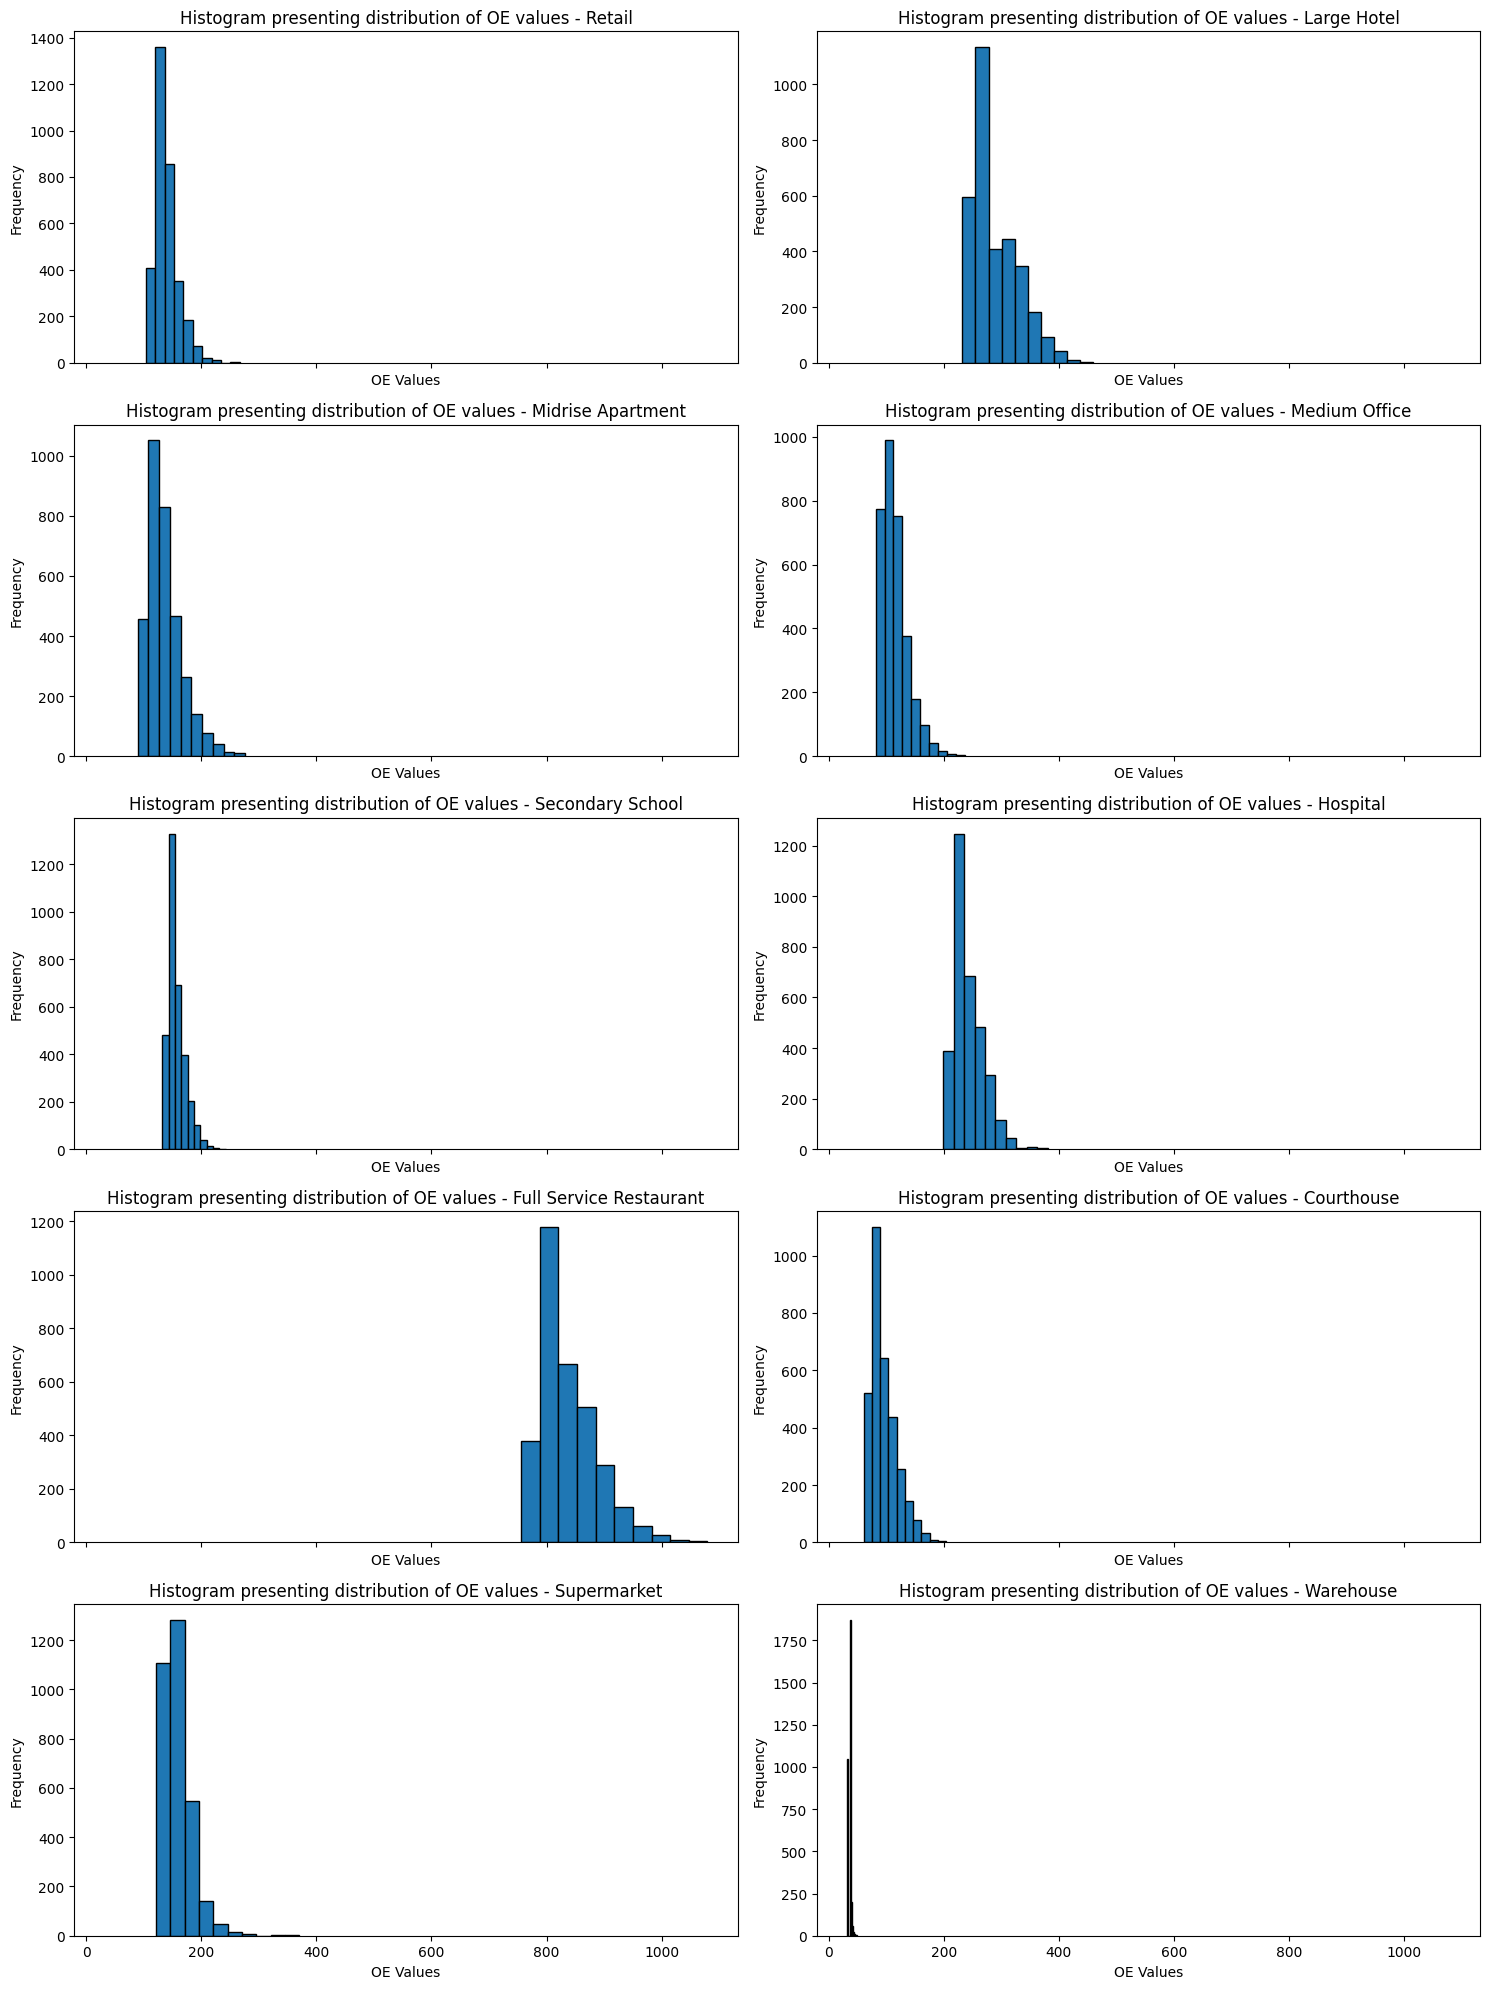 Histogram presenting distribution of OE values - Retail
1400
1200
1000
800
600
400
200
0
Frequency
OE Values
Histogram presenting distribution of OE values - Large Hotel
1000
800
600
400
200
0
Frequency
OE Values
Histogram presenting distribution of OE values - Midrise Apartment
1000
800
600
400
200
0
Frequency
OE Values
Histogram presenting distribution of OE values - Medium Office
1000
800
600
400
200
0
Frequency
OE Values
Histogram presenting distribution of OE values - Secondary School
1200
1000
800
600
400
200
0
Frequency
OE Values
Histogram presenting distribution of OE values - Hospital
1200
1000
800
600
400
200
0
Frequency
OE Values
Histogram presenting distribution of OE values - Full Service Restaurant
1200
1000
800
600
400
200
0
Frequency
OE Values
Histogram presenting distribution of OE values - Courthouse
1000
800
600
400
200
0
Frequency
OE Values
Histogram presenting distribution of OE values - Supermarket
1200
1000
800
600
400
200
0
Frequency
0 200 400 600 800 1000
OE Values
Histogram presenting distribution of OE values - Warehouse
1750
1500
1250
1000
750
500
250
0
Frequency
0 200 400 600 800 1000
OE Values